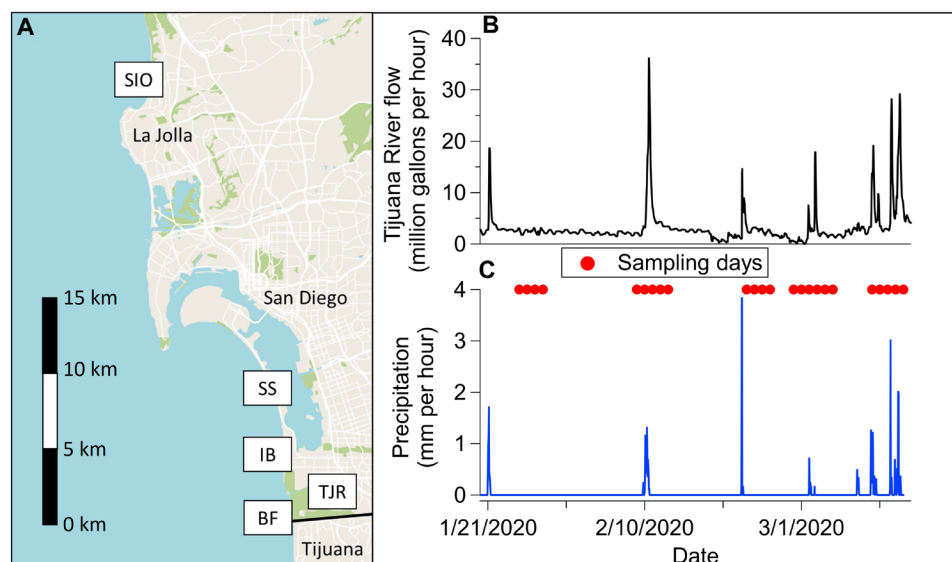 A
SIO
La Jolla
San Diego
SS
IB
TJR
BF
Tijuana
15 km
10 km
5 km
0 km
B
Tijuana River flow
(million gallons per hour)
40
30
20
10
0
Sampling days
C
Precipitation
(mm per hour)
4
3
2
1
0
1/21/2020 2/10/2020 3/1/2020
Date